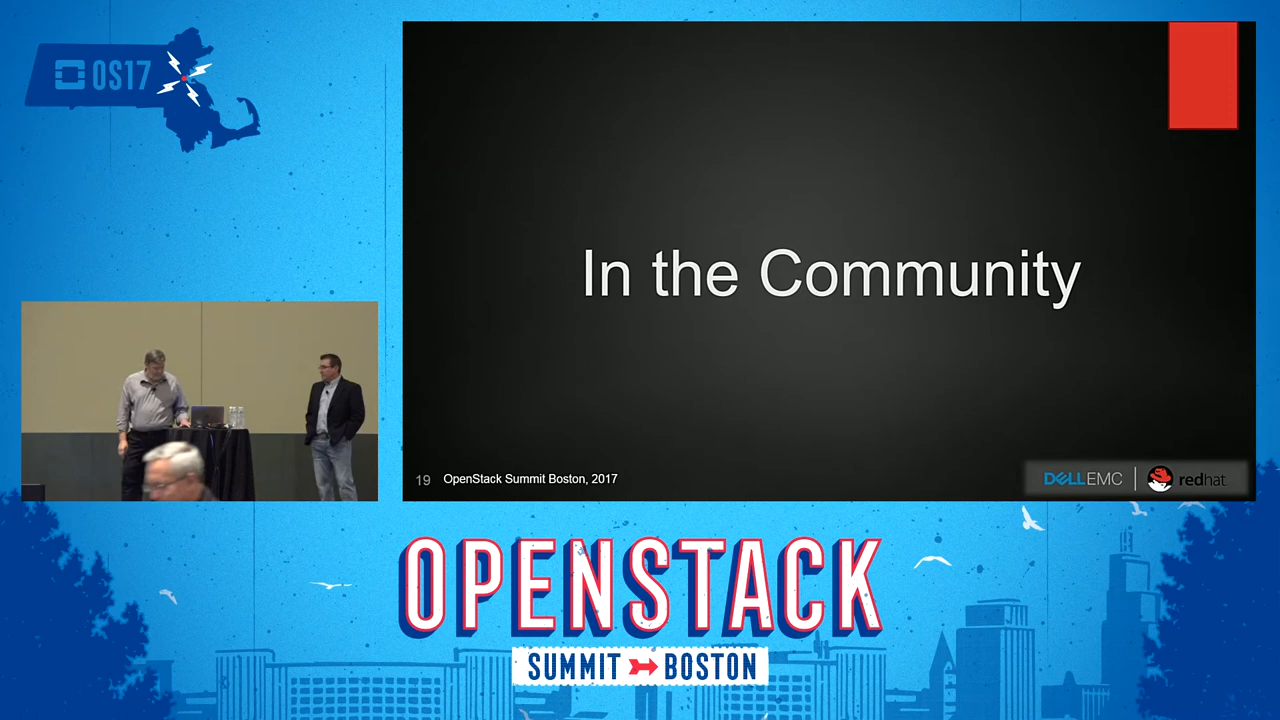 OS17
In the Community
19 OpenStack Summit Boston, 2017
DELLEMC redhat
OPENSTACK
SUMMIT BOSTON